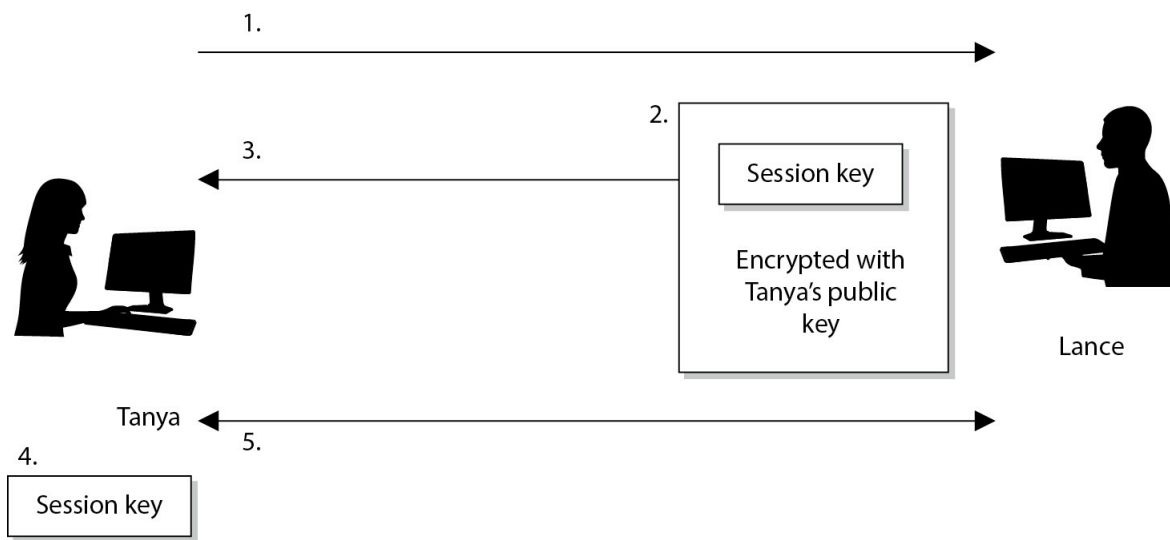 1.
2.
3.
Session key
Encrypted with
Tanya’s public
key
Lance
Tanya
5.
4.
Session key